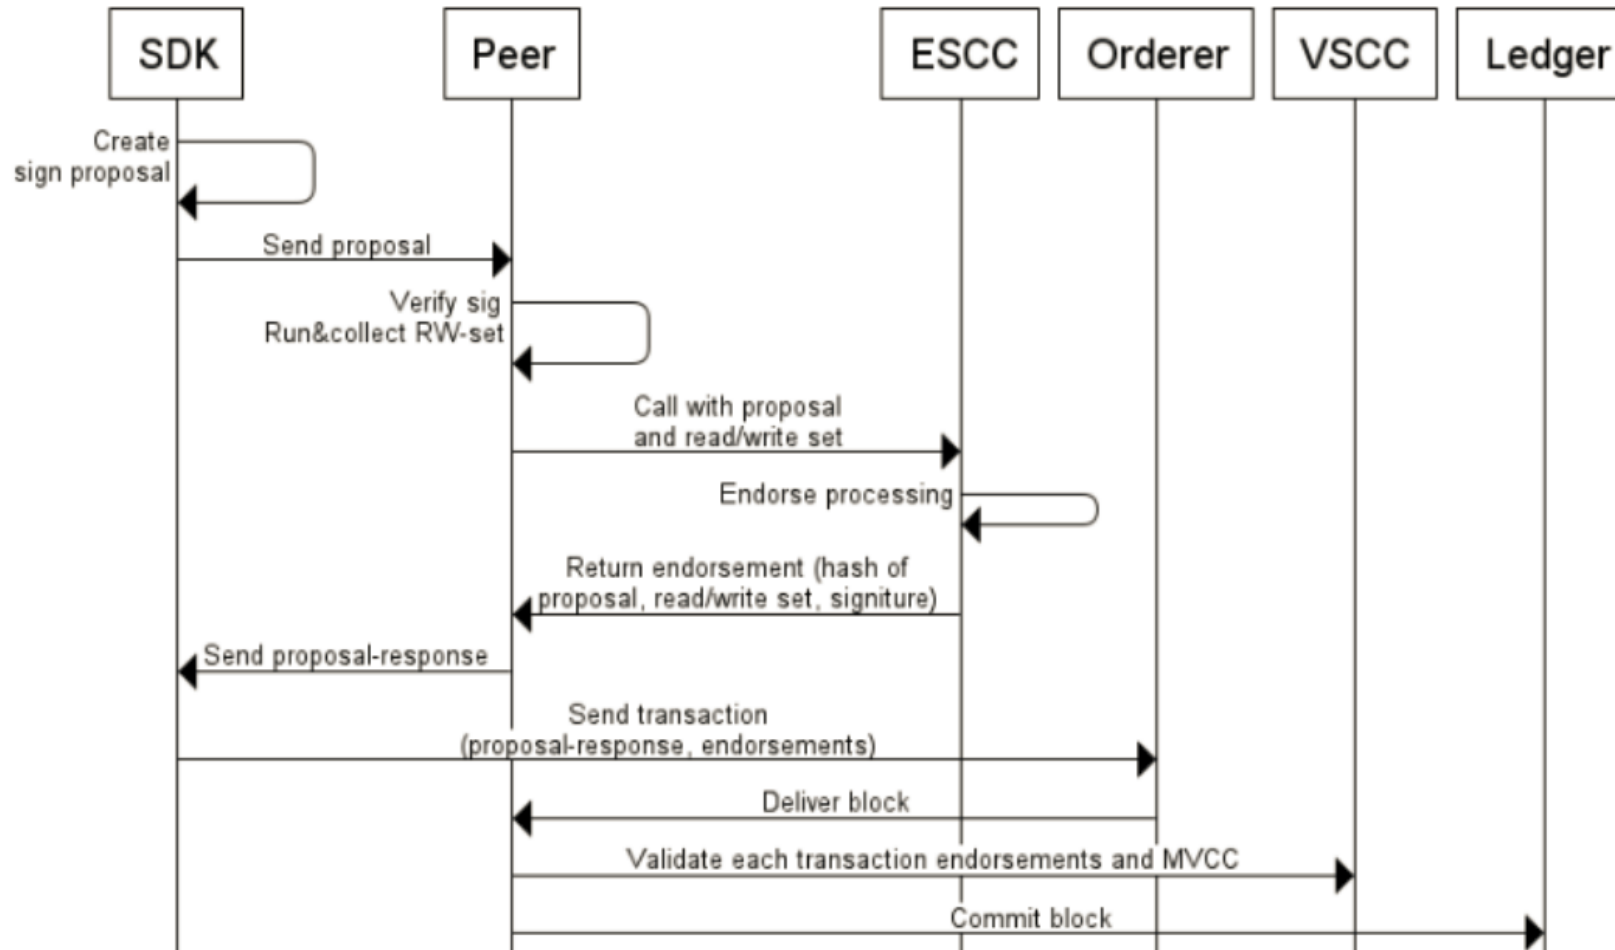 SDK
Peer
ESCC
Orderer
VSCC
Ledger
Create
sign proposal
Send proposal
Verify sig
Run&collect RW-set
Call with proposal
and read/write set
Endorse processing
Return endorsement (hash of
proposal, read/write set, signiture)
Send proposal-response
Send transaction
(proposal-response, endorsements)
Deliver block
Validate each transaction endorsements and MVCC
Commit block